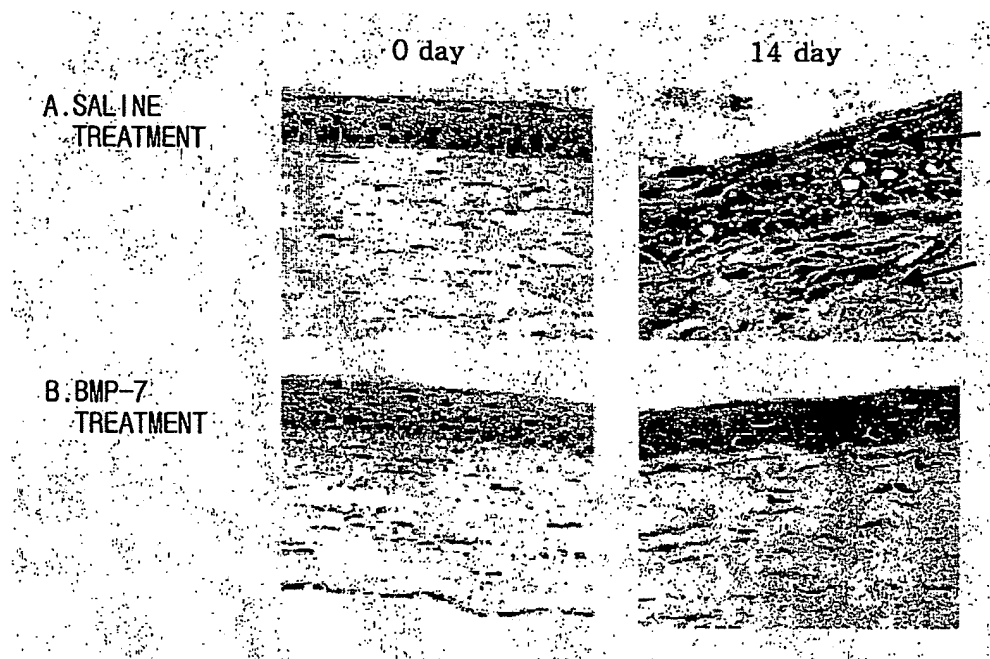 0 day
14 day
A. SALINE
TREATMENT
B. BMP-7
TREATMENT